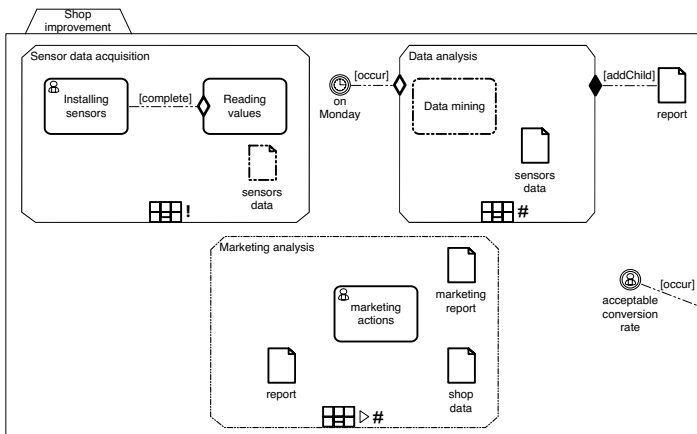 Shop
improvement
Sensor data acquisition
Installing
sensors
[complete]
Reading
values
sensors
data
!
[occur]
on
Monday
Data analysis
Data mining
sensors
data
#
[addChild]
report
Marketing analysis
marketing
report
marketing
actions
report
shop
data
#
[occur]
acceptable
conversion
rate